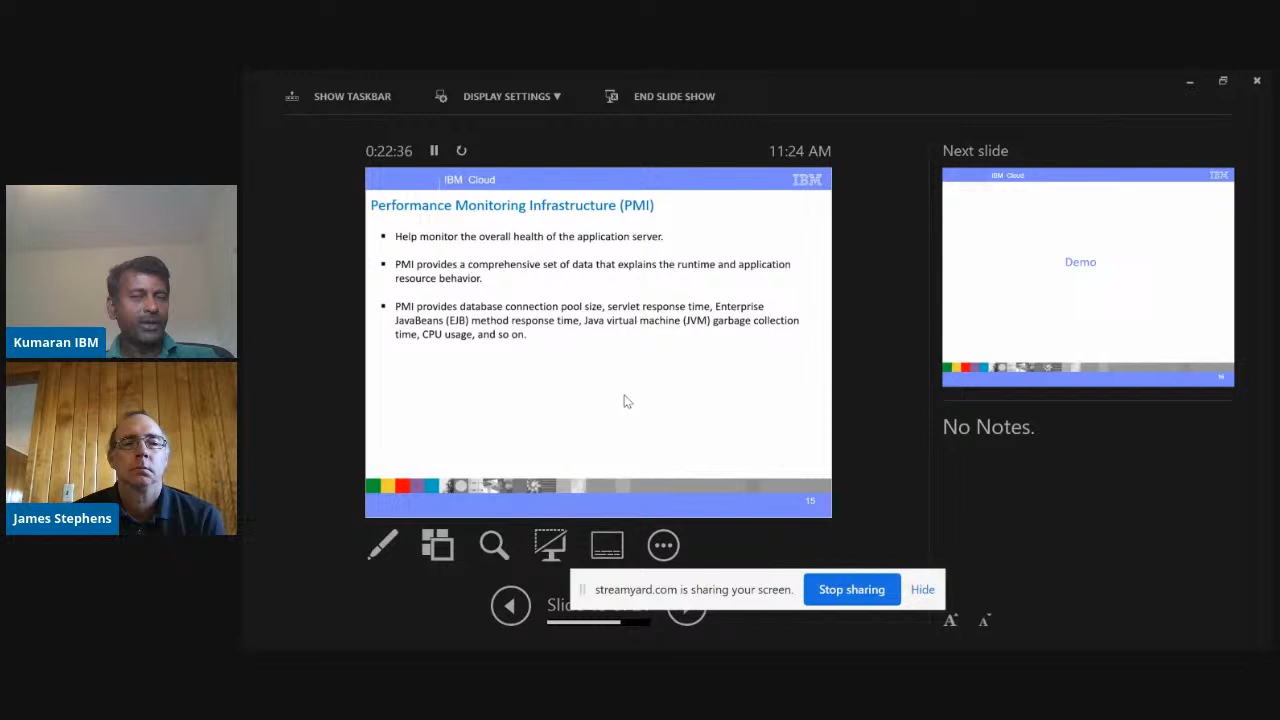 SHOW TASKBAR
DISPLAY SETTINGS ▼
END SLIDE SHOW
0:22:36
11:24 AM
Next slide
IBM Cloud
IBM
Performance Monitoring Infrastructure (PMI)
▪ Help monitor the overall health of the application server.
▪ PMI provides a comprehensive set of data that explains the runtime and application
resource behavior.
▪ PMI provides database connection pool size, servlet response time, Enterprise
JavaBeans (EJB) method response time, Java virtual machine (JVM) garbage collection
time, CPU usage, and so on.
15
IBM Cloud
IBM
Demo
16
No Notes.
Kumaran IBM
James Stephens
streamyard.com is sharing your screen.
Stop sharing
Hide
A
A